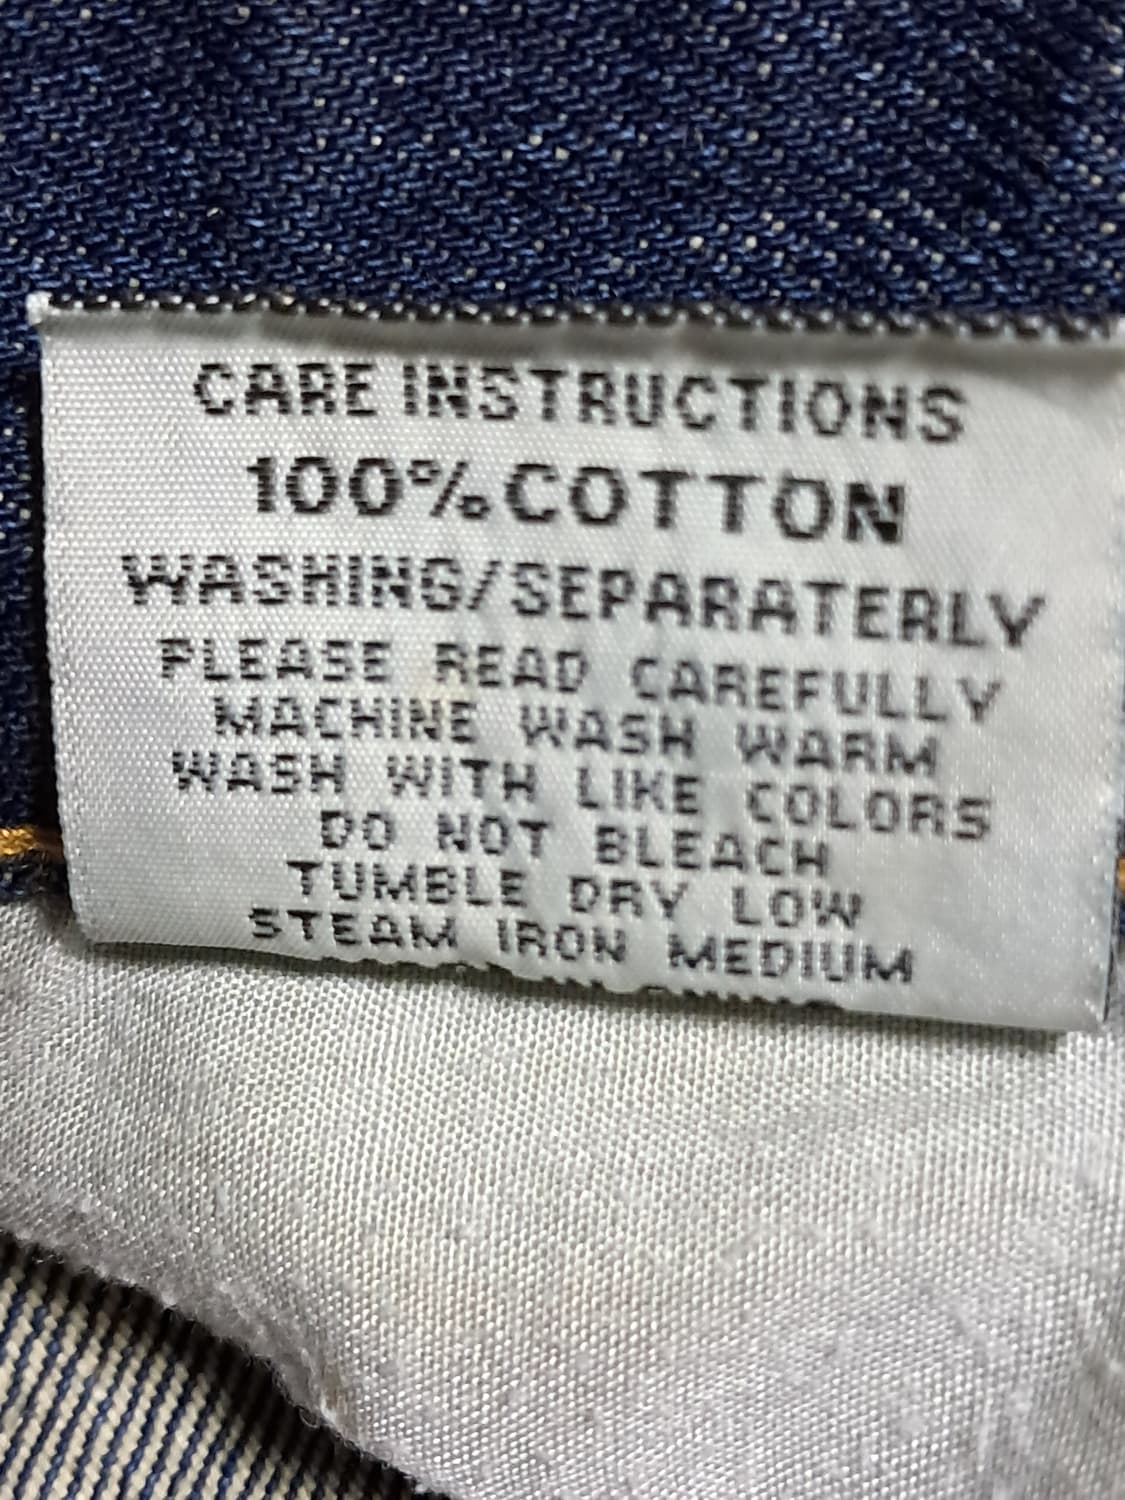 CARE INSTRUCTIONS
100% COTTON
WASHING/SEPARATERLY
PLEASE READ CAREFULLY
MACHINE WASH WARM
WASH WITH LIKE COLORS
DO NOT BLEACH
TUMBLE DRY LOW
STEAM IRON MEDIUM